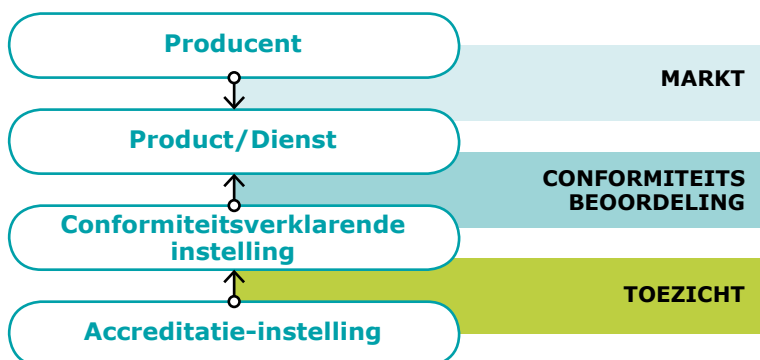 Producent
MARKT
Product/Dienst
CONFORMITEITS
BEOORDELING
Conformiteitsverklarende
instelling
TOEZICHT
Accreditatie-instelling